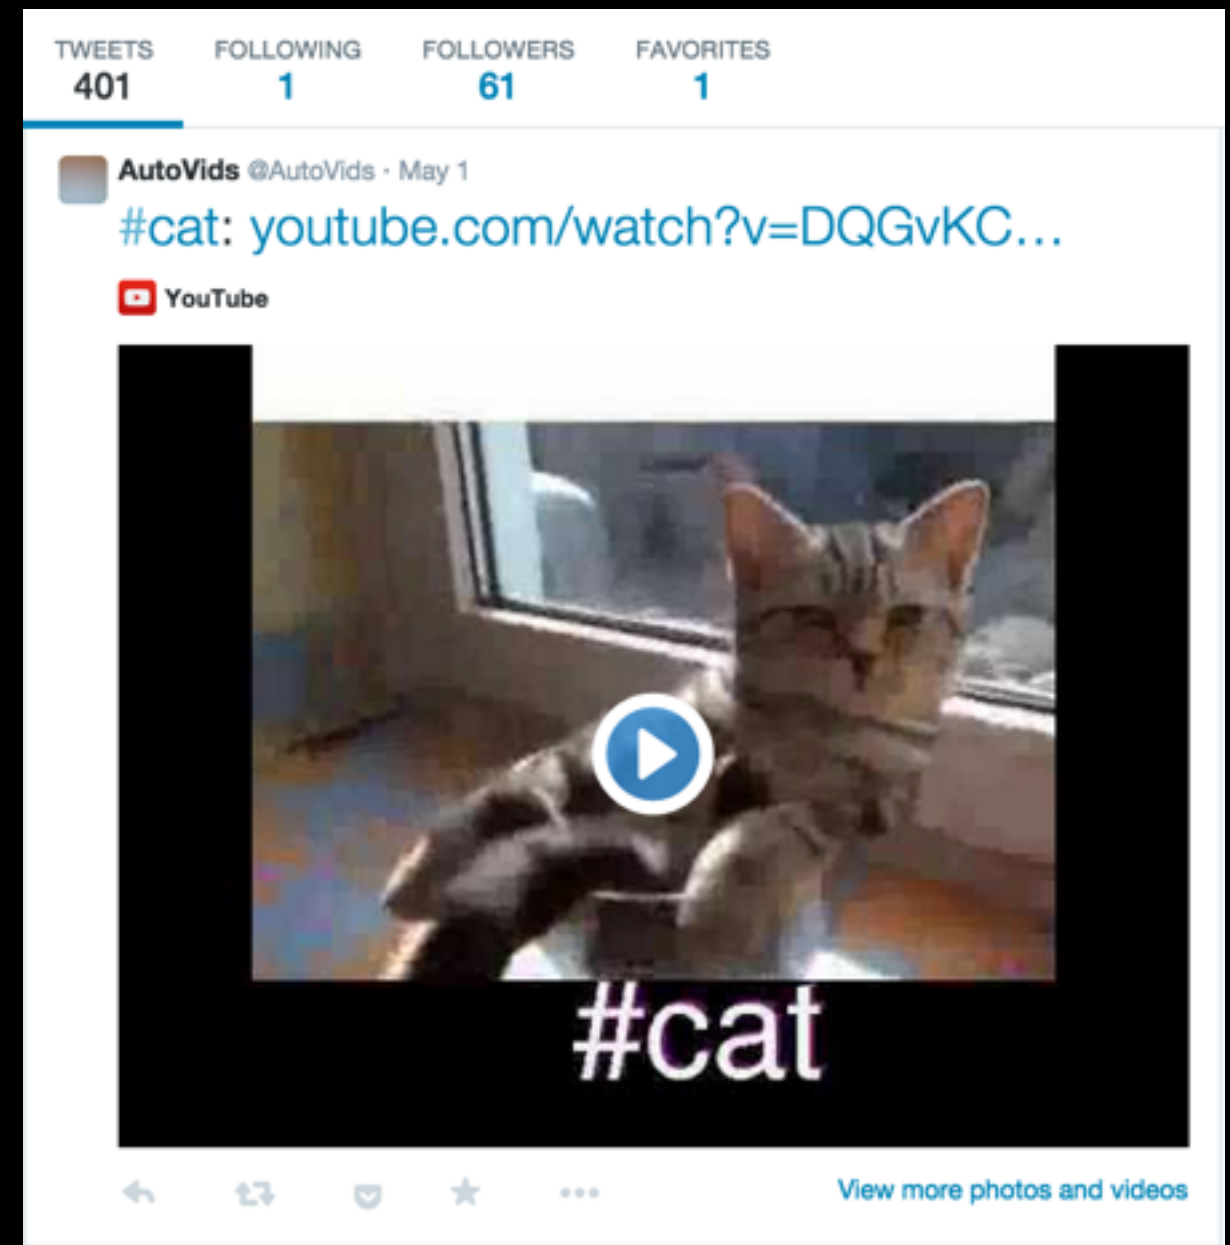 TWEETS FOLLOWING FOLLOWERS FAVORITES
401 1 61 1
AutoVids @AutoVids · May 1
#cat: youtube.com/watch?v=DQGvKC...
YouTube
#cat
View more photos and videos